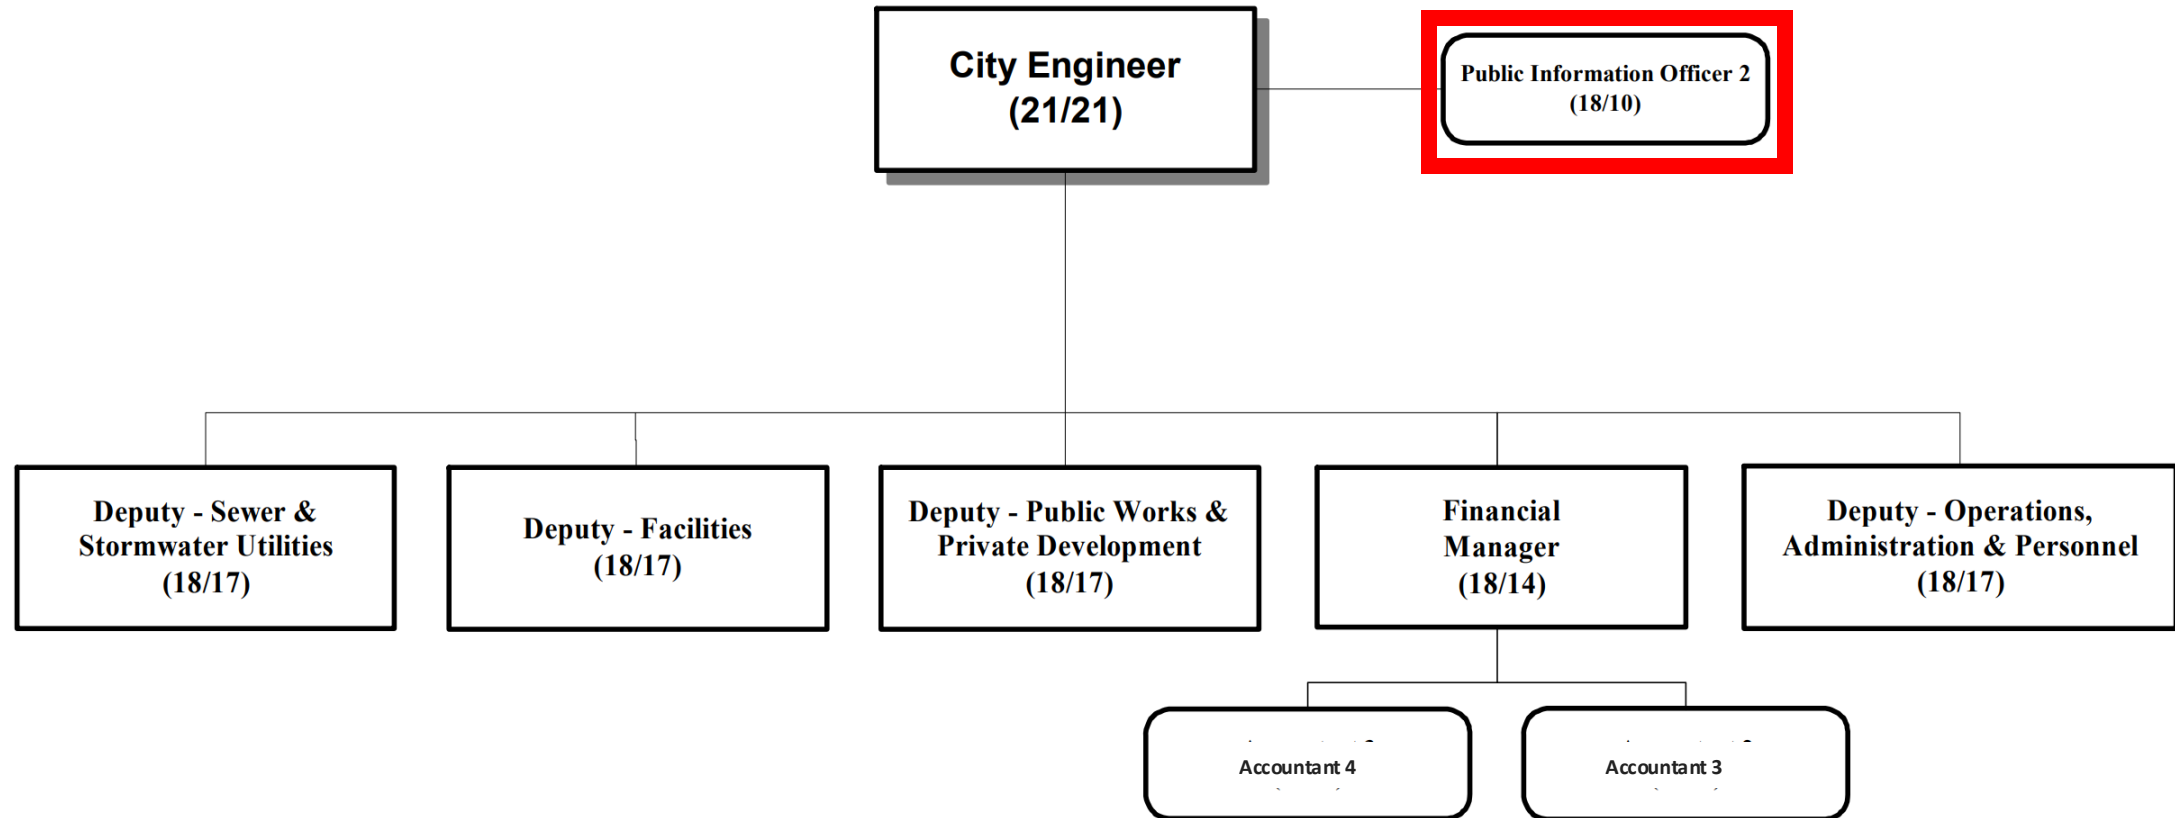 City Engineer
(21/21)
Public Information Officer 2
(18/10)
Deputy - Sewer &
Stormwater Utilities
(18/17)
Deputy - Facilities
(18/17)
Deputy - Public Works &
Private Development
(18/17)
Financial
Manager
(18/14)
Deputy - Operations,
Administration & Personnel
(18/17)
Accountant 4
Accountant 3